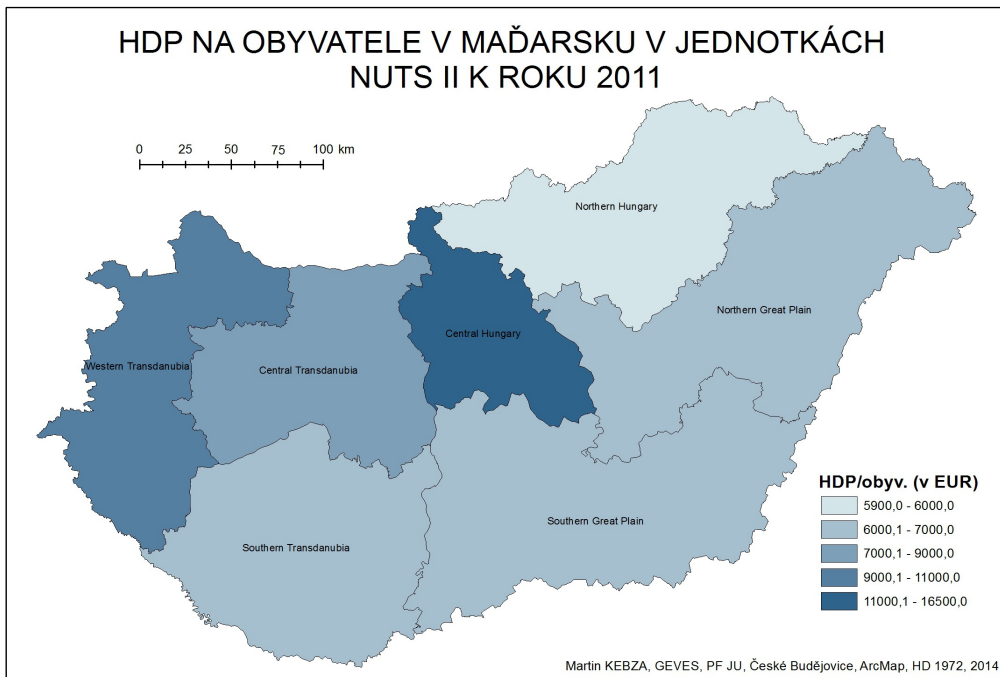 HDP NA OBYVATELE V MAĎARSKU V JEDNOTKÁCH
NUTS II K ROKU 2011
0 25 50 75 100 km
Northern Hungary
Northern Great Plain
Central Hungary
Western Transdanubia
Central Transdanubia
Southern Great Plain
Southern Transdanubia
HDP/obyv. (v EUR)
5900,0 - 6000,0
6000,1 - 7000,0
7000,1 - 9000,0
9000,1 - 11000,0
11000,1 - 16500,0
Martin KEBZA, GEVES, PF JU, České Budějovice, ArcMap, HD 1972, 2014